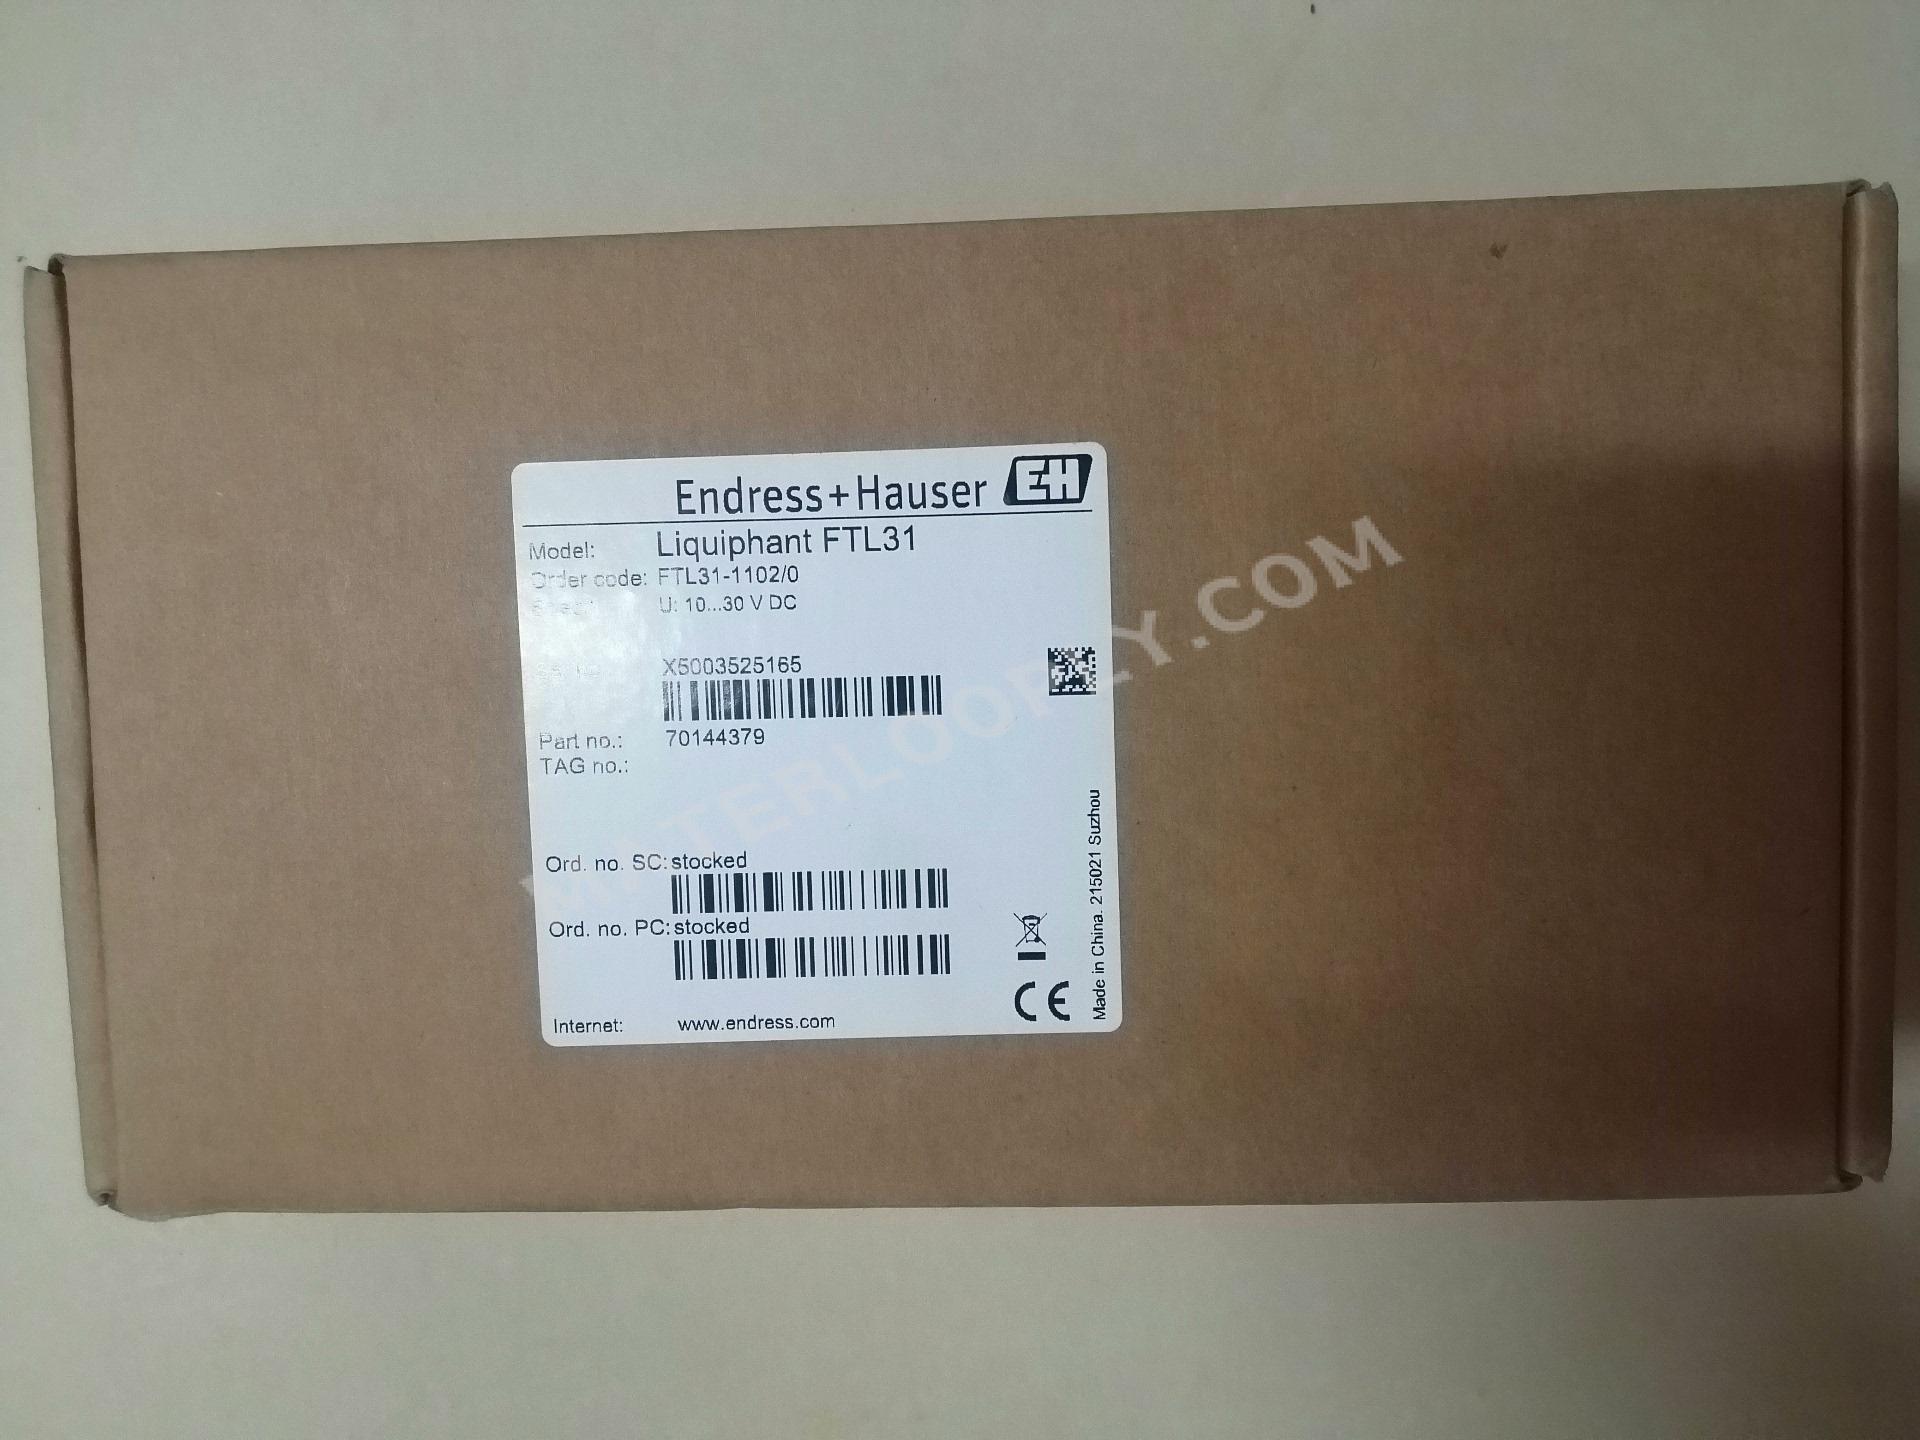 Endress+Hauser EH
Model: Liquiphant FTL31
Order code: FTL31-1102/0
U: 10...30 V DC
X5003525165
Part no.: 70144379
TAG no.:
Ord. no. SC: stocked
Ord. no. PC: stocked
CE
Internet: www.endress.com
Made in China. 215021 Suzhou